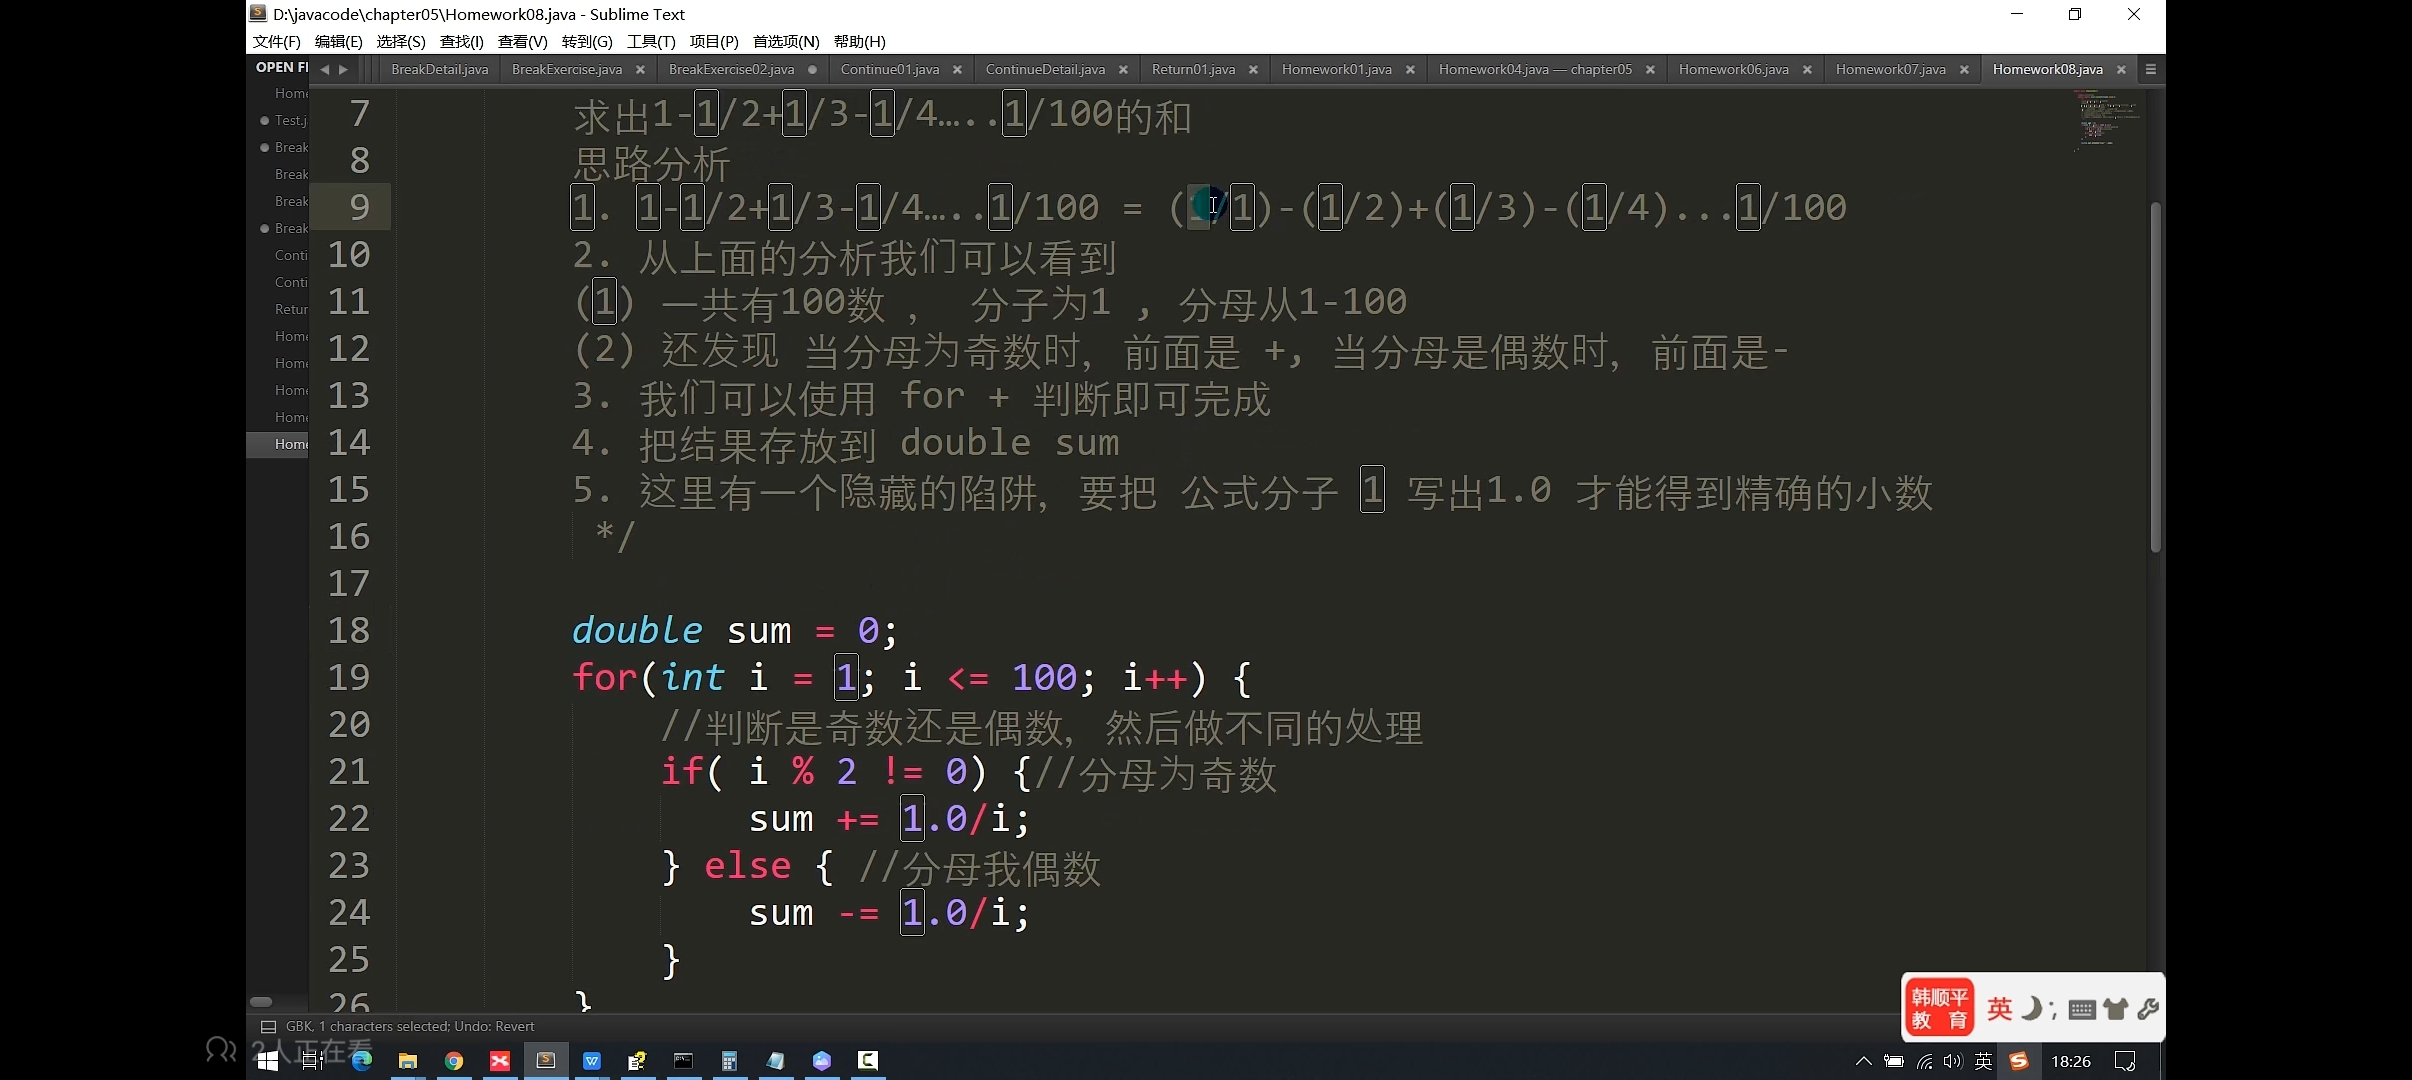 D:\javacode\chapter05\Homework08.java - Sublime Text
文件(F) 编辑(E) 选择(S) 查找(I) 查看(V) 转到(G) 工具(T) 项目(P) 首选项(N) 帮助(H)
OPEN FI
BreakDetail.java BreakExercise.java BreakExercise02.java Continue01.java ContinueDetail.java Return01.java Homework01.java Homework04.java — chapter05 Homework06.java Homework07.java Homework08.java
Home
Test.j
Break
Break
Break
Break
Conti
Conti
Retur
Home
Home
Home
Home
Home
7 求出1-1/2+1/3-1/4…..1/100的和
8 思路分析
9 1. 1-1/2+1/3-1/4…..1/100 = (1/1)-(1/2)+(1/3)-(1/4)...1/100
10 2. 从上面的分析我们可以看到
11 (1) 一共有100数 ， 分子为1 ，分母从1-100
12 (2) 还发现 当分母为奇数时，前面是 +, 当分母是偶数时，前面是-
13 3. 我们可以使用 for + 判断即可完成
14 4. 把结果存放到 double sum
15 5. 这里有一个隐藏的陷阱，要把 公式分子 1 写出1.0 才能得到精确的小数
16 */
17
18 double sum = 0;
19 for(int i = 1; i <= 100; i++) {
20 //判断是奇数还是偶数，然后做不同的处理
21 if( i % 2 != 0) {//分母为奇数
22 sum += 1.0/i;
23 } else { //分母我偶数
24 sum -= 1.0/i;
25 }
26 }
GBK, 1 characters selected; Undo: Revert
韩顺平
教育
英
2人正在看
英
18:26